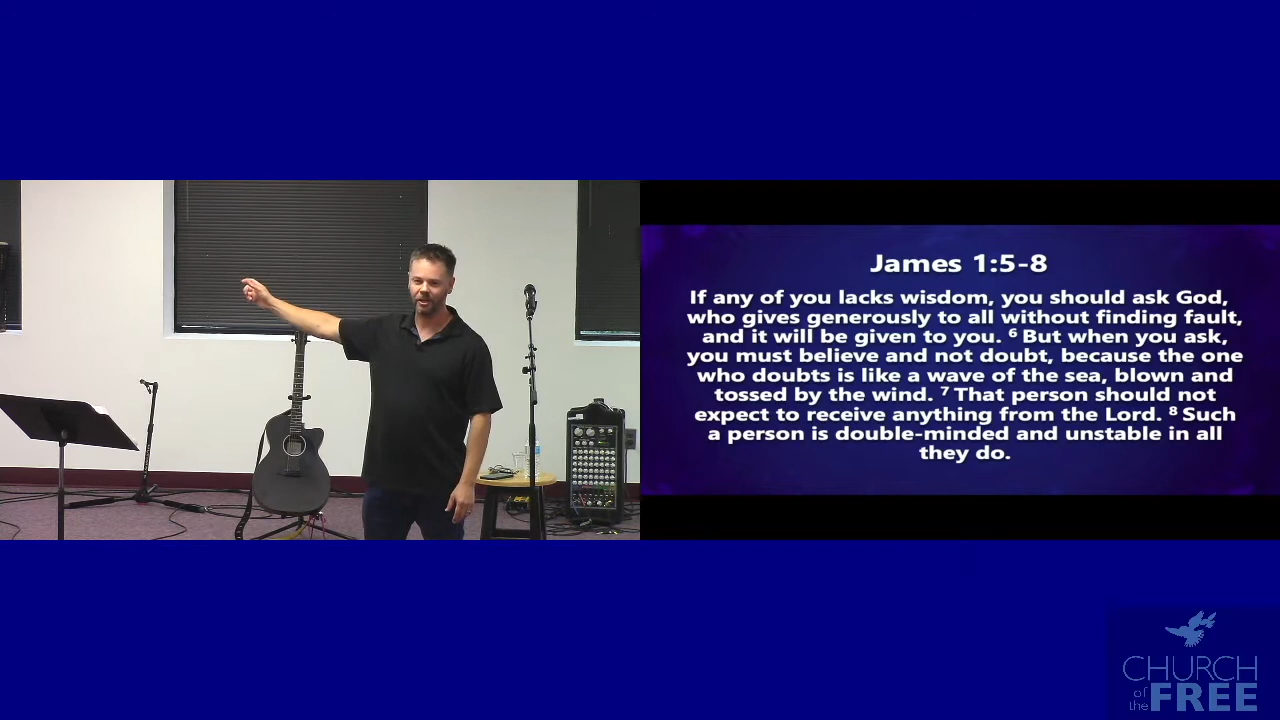 James 1:5-8
If any of you lacks wisdom, you should ask God,
who gives generously to all without finding fault,
and it will be given to you. ⁶ But when you ask,
you must believe and not doubt, because the one
who doubts is like a wave of the sea, blown and
tossed by the wind. ⁷ That person should not
expect to receive anything from the Lord. ⁸ Such
a person is double-minded and unstable in all
they do.
CHURCH
of the FREE